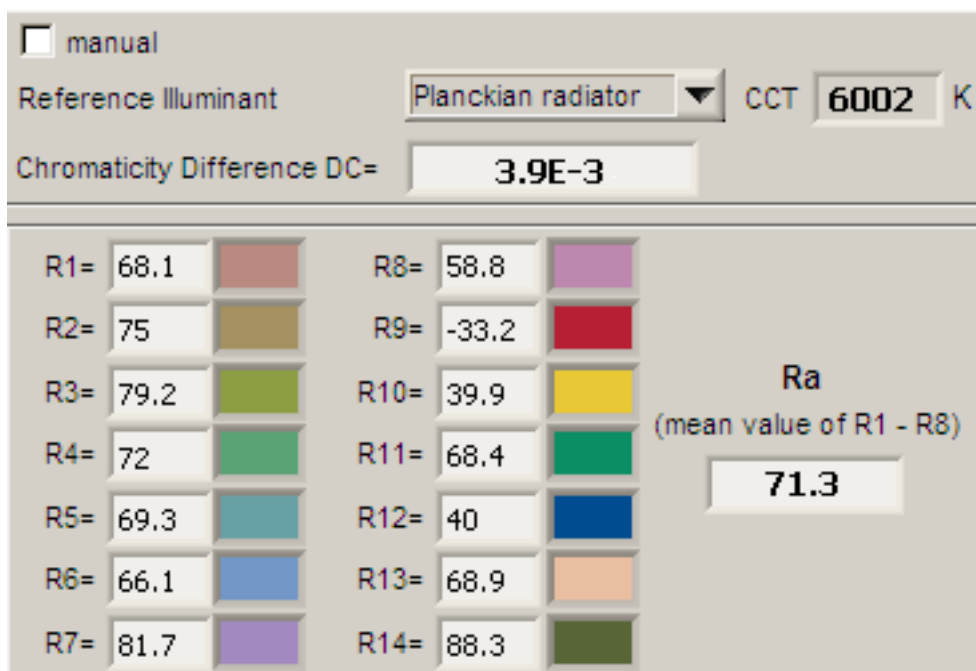 manual
Reference Illuminant Planckian radiator CCT 6002 K
Chromaticity Difference DC= 3.9E-3
R1= 68.1 R8= 58.8
R2= 75 R9= -33.2
R3= 79.2 R10= 39.9
Ra
(mean value of R1 - R8)
R4= 72 R11= 68.4
71.3
R5= 69.3 R12= 40
R6= 66.1 R13= 68.9
R7= 81.7 R14= 88.3